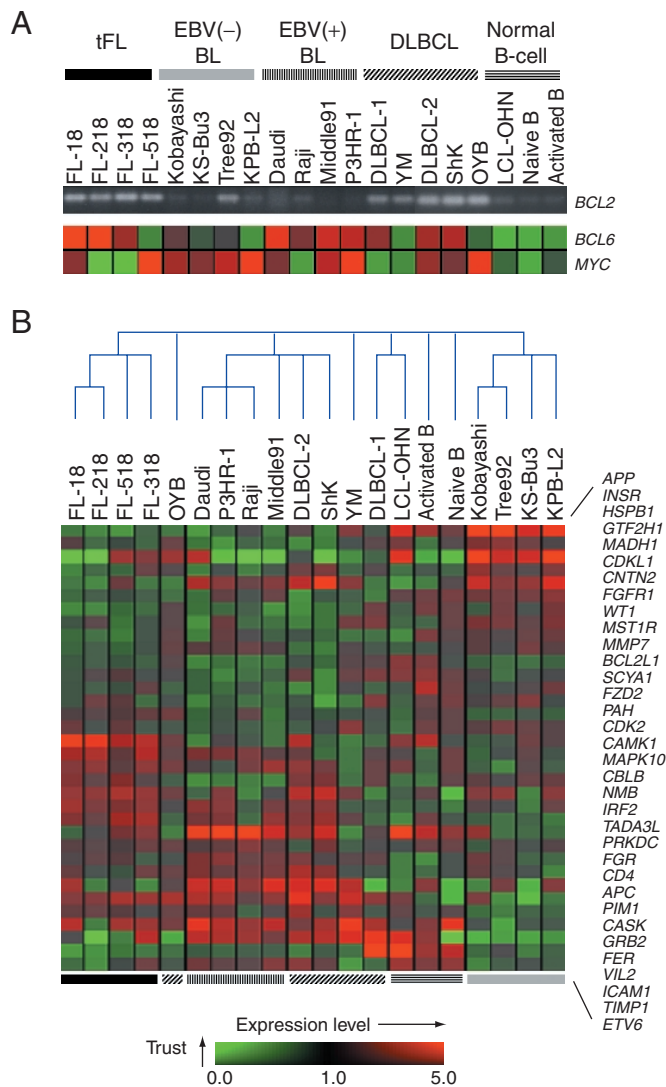 A
tFL
EBV(−) BL
EBV(+) BL
DLBCL
Normal B-cell
FL-18
FL-218
FL-318
FL-518
Kobayashi
KS-Bu3
Tree92
KPB-L2
Daudi
Raji
Middle91
P3HR-1
DLBCL-1
YM
DLBCL-2
ShK
OYB
LCL-OHN
Naive B
Activated B
BCL2
BCL6
MYC
B
FL-18
FL-218
FL-518
FL-318
OYB
Daudi
P3HR-1
Raji
Middle91
DLBCL-2
ShK
YM
DLBCL-1
LCL-OHN
Activated B
Naive B
Kobayashi
Tree92
KS-Bu3
KPB-L2
APP
INSR
HSPB1
GTF2H1
MADH1
CDKL1
CNTN2
FGFR1
WT1
MST1R
MMP7
BCL2L1
SCYA1
FZD2
PAH
CDK2
CAMK1
MAPK10
CBLB
NMB
IRF2
TADA3L
PRKDC
FGR
CD4
APC
PIM1
CASK
GRB2
FER
VIL2
ICAM1
TIMP1
ETV6
Expression level
Trust
0.0 1.0 5.0